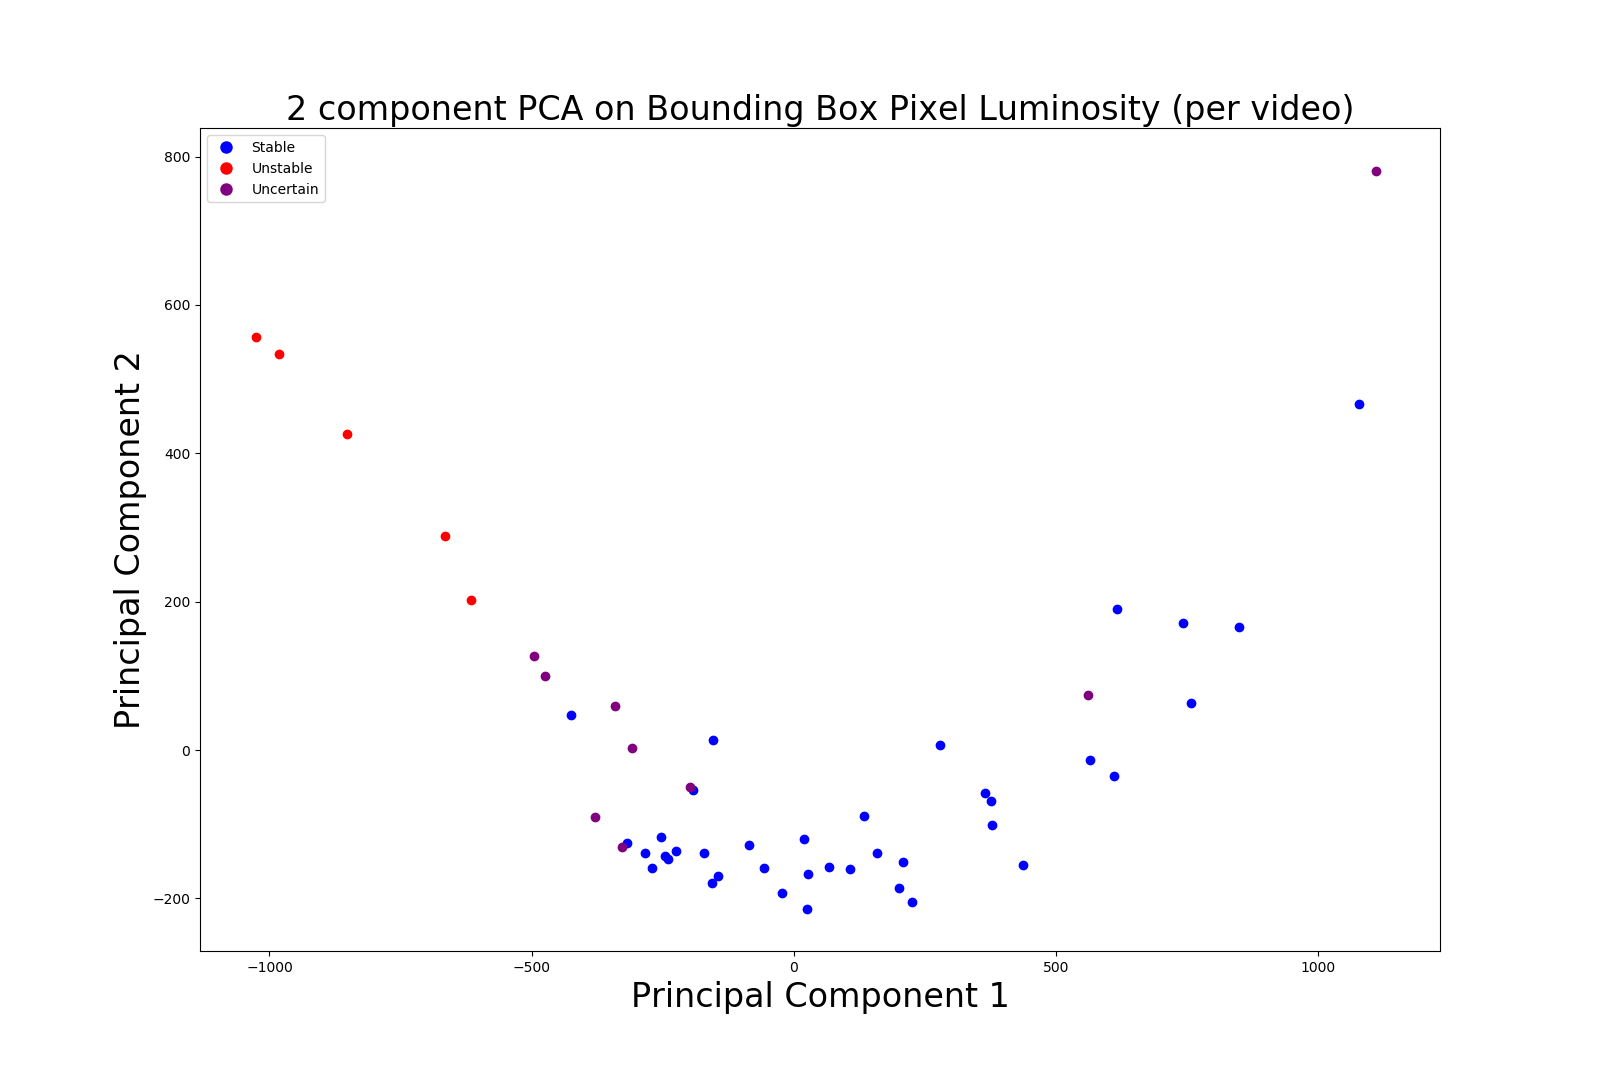 2 component PCA on Bounding Box Pixel Luminosity (per video)
Stable
Unstable
Uncertain
800
600
400
200
0
−200
Principal Component 2
−1000
−500
0
500
1000
Principal Component 1